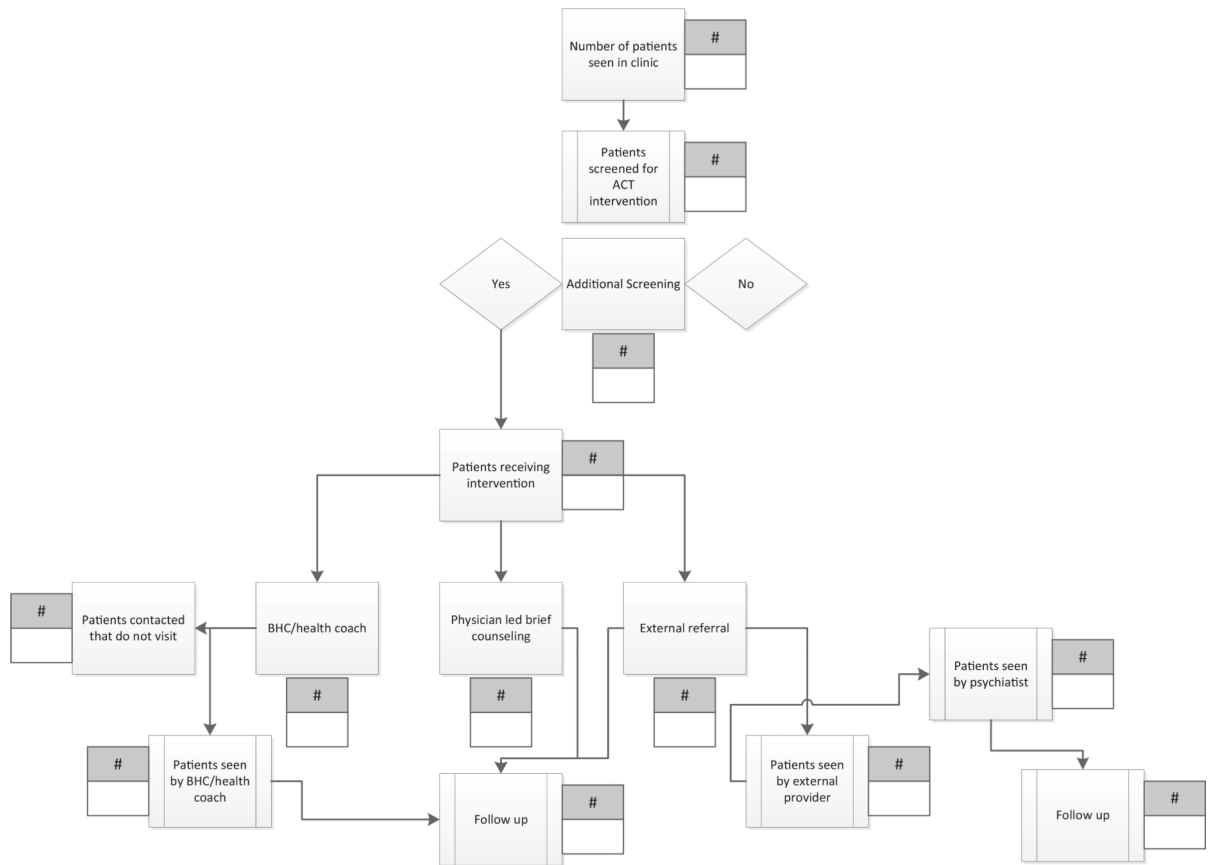 Number of patients
seen in clinic
#
Patients
screened for
ACT
intervention
#
Yes
Additional Screening
No
#
Patients receiving
intervention
#
#
Patients contacted
that do not visit
BHC/health coach
#
Physician led brief
counseling
#
External referral
#
Patients seen
by psychiatist
#
#
Patients seen
by BHC/health
coach
Follow up
#
Patients seen
by external
provider
#
Follow up
#